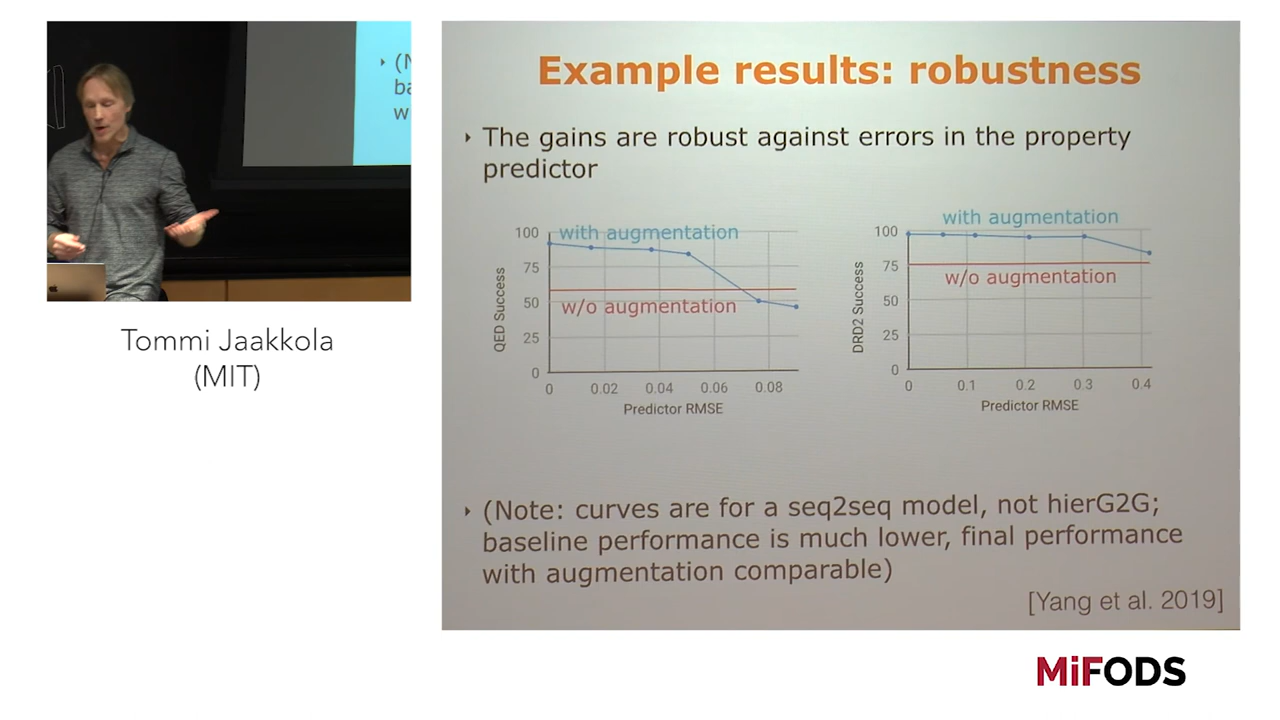 (N
ba
w
Tommi Jaakkola
(MIT)
Example results: robustness
The gains are robust against errors in the property
predictor
with augmentation
w/o augmentation
QED Success
100
75
50
25
0
0 0.02 0.04 0.06 0.08
Predictor RMSE
with augmentation
w/o augmentation
DRD2 Success
100
75
50
25
0
0 0.1 0.2 0.3 0.4
Predictor RMSE
(Note: curves are for a seq2seq model, not hierG2G;
baseline performance is much lower, final performance
with augmentation comparable)
[Yang et al. 2019]
MiFODS